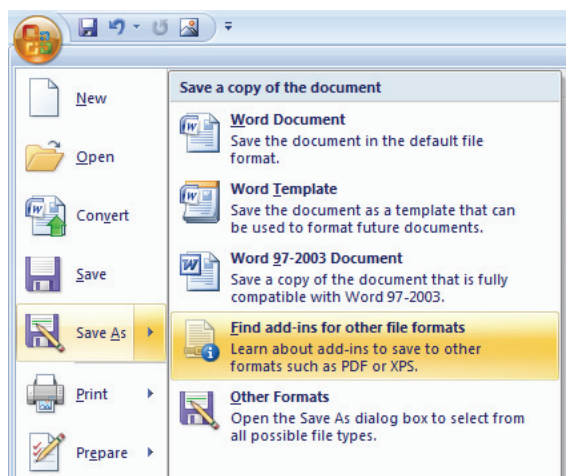 New
Open
Convert
Save
Save As
Print
Prepare
Save a copy of the document
Word Document
Save the document in the default file
format.
Word Template
Save the document as a template that can
be used to format future documents.
Word 97-2003 Document
Save a copy of the document that is fully
compatible with Word 97-2003.
Find add-ins for other file formats
Learn about add-ins to save to other
formats such as PDF or XPS.
Other Formats
Open the Save As dialog box to select from
all possible file types.